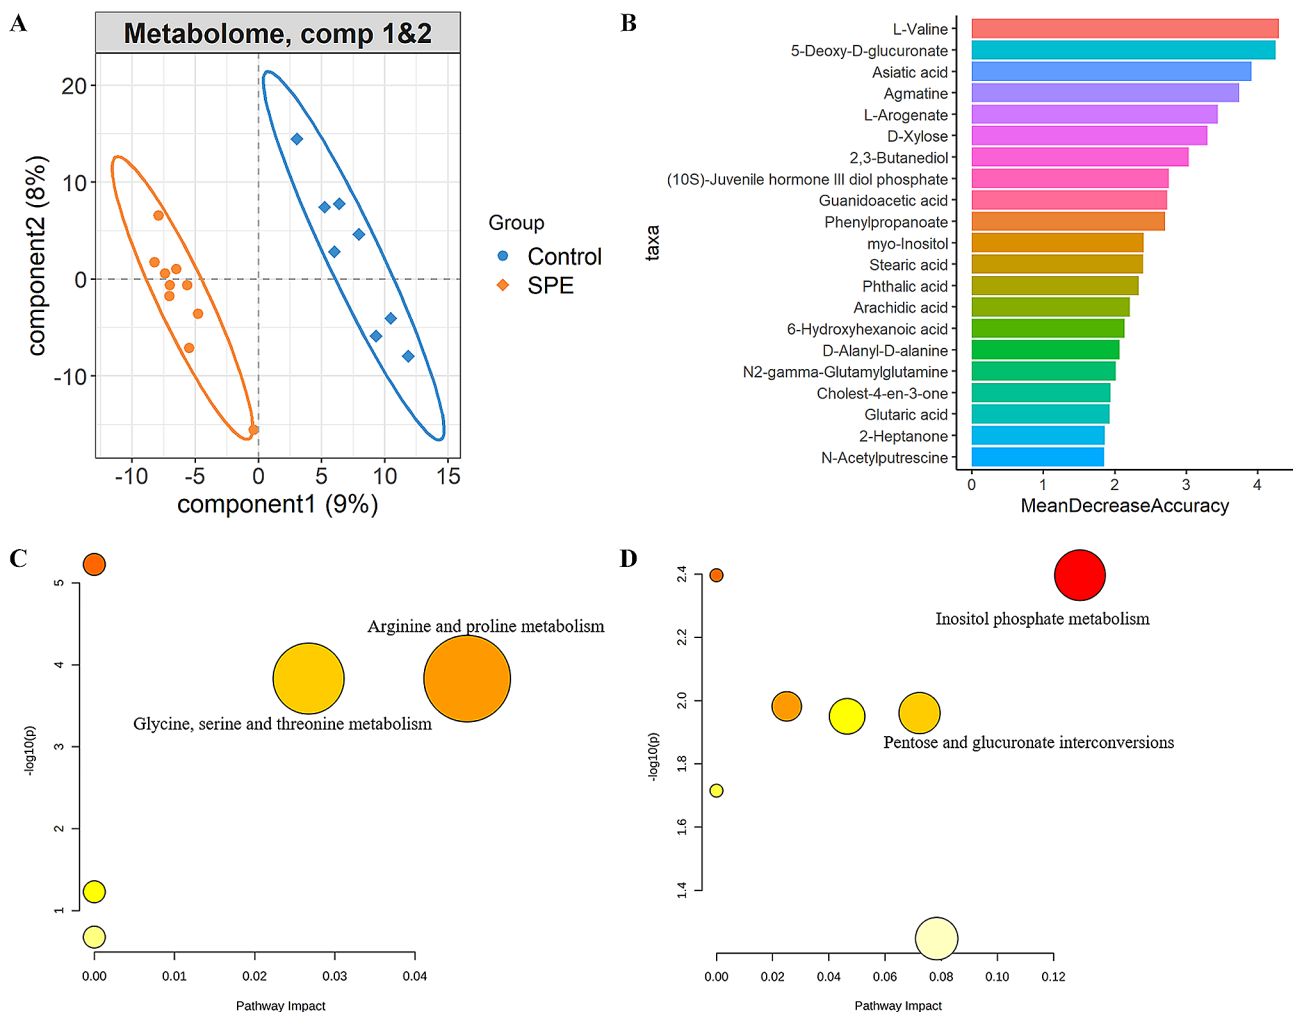 A
Metabolome, comp 1&2
20
10
0
-10
component2 (8%)
-10
-5
0
5
10
15
component1 (9%)
Group
Control
SPE
B
taxa
L-Valine
5-Deoxy-D-glucuronate
Asiatic acid
Agmatine
L-Arogenate
D-Xylose
2,3-Butanediol
(10S)-Juvenile hormone III diol phosphate
Guanidoacetic acid
Phenylpropanoate
myo-Inositol
Stearic acid
Phthalic acid
Arachidic acid
6-Hydroxyhexanoic acid
D-Alanyl-D-alanine
N2-gamma-Glutamylglutamine
Cholest-4-en-3-one
Glutaric acid
2-Heptanone
N-Acetylputrescine
0
1
2
3
4
MeanDecreaseAccuracy
C
5
4
3
2
1
-log10(p)
Arginine and proline metabolism
Glycine, serine and threonine metabolism
0.00
0.01
0.02
0.03
0.04
Pathway Impact
D
2.4
2.2
2.0
1.8
1.6
1.4
-log10(p)
Inositol phosphate metabolism
Pentose and glucuronate interconversions
0.00
0.02
0.04
0.06
0.08
0.10
0.12
Pathway Impact